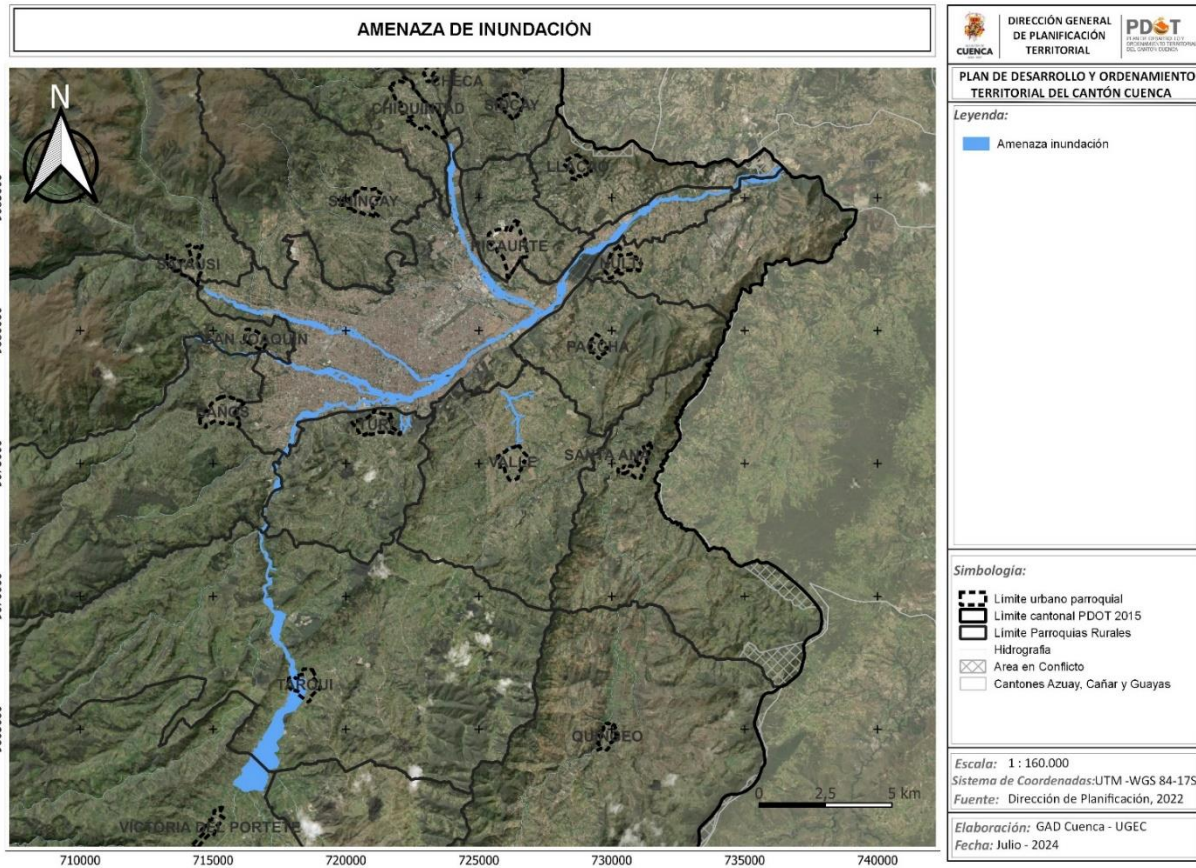 AMENAZA DE INUNDACIÓN
CUENCA
DIRECCIÓN GENERAL
DE PLANIFICACIÓN
TERRITORIAL
PDOT
PLAN DE DESARROLLO Y ORDENAMIENTO
TERRITORIAL DEL CANTÓN CUENCA
Leyenda:
Amenaza inundación
N
CHECA
CHIQUINTAD
SIDCAY
LLACAO
SININCAY
RICAURTE
SAYAUSI
NULTI
SAN JOAQUIN
PACCHA
BAÑOS
TURI
VALLE
SANTA ANA
TARQUI
QUINGEO
VICTORIA DEL PORTETE
0 2,5 5 km
710000 715000 720000 725000 730000 735000 740000
Simbología:
Limite urbano parroquial
Limite cantonal PDOT 2015
Limite Parroquias Rurales
Hidrografia
Area en Conflicto
Cantones Azuay, Cañar y Guayas
Escala: 1 : 160.000
Sistema de Coordenadas:UTM -WGS 84-17S
Fuente: Dirección de Planificación, 2022
Elaboración: GAD Cuenca - UGEC
Fecha: Julio - 2024